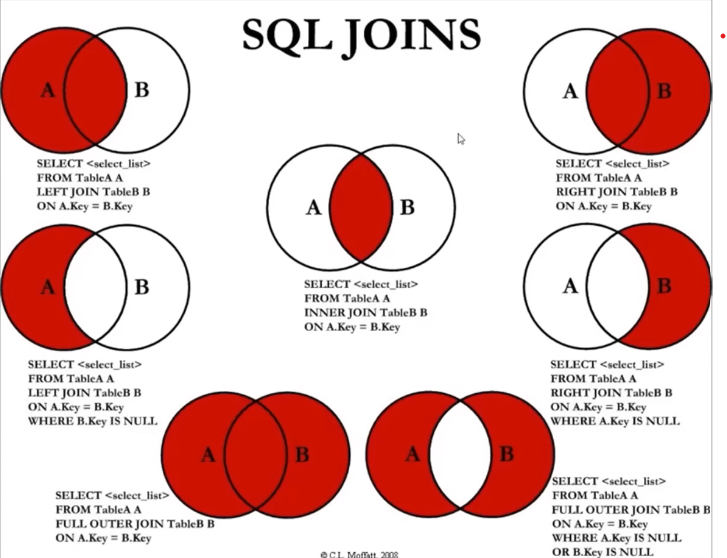 SQL JOINS
A B
SELECT <select_list>
FROM TableA A
LEFT JOIN TableB B
ON A.Key = B.Key
A B
SELECT <select_list>
FROM TableA A
RIGHT JOIN TableB B
ON A.Key = B.Key
A B
SELECT <select_list>
FROM TableA A
INNER JOIN TableB B
ON A.Key = B.Key
A B
SELECT <select_list>
FROM TableA A
LEFT JOIN TableB B
ON A.Key = B.Key
WHERE B.Key IS NULL
A B
SELECT <select_list>
FROM TableA A
RIGHT JOIN TableB B
ON A.Key = B.Key
WHERE A.Key IS NULL
A B
SELECT <select_list>
FROM TableA A
FULL OUTER JOIN TableB B
ON A.Key = B.Key
A B
SELECT <select_list>
FROM TableA A
FULL OUTER JOIN TableB B
ON A.Key = B.Key
WHERE A.Key IS NULL
OR B.Key IS NULL
© C.L. Moffatt, 2008